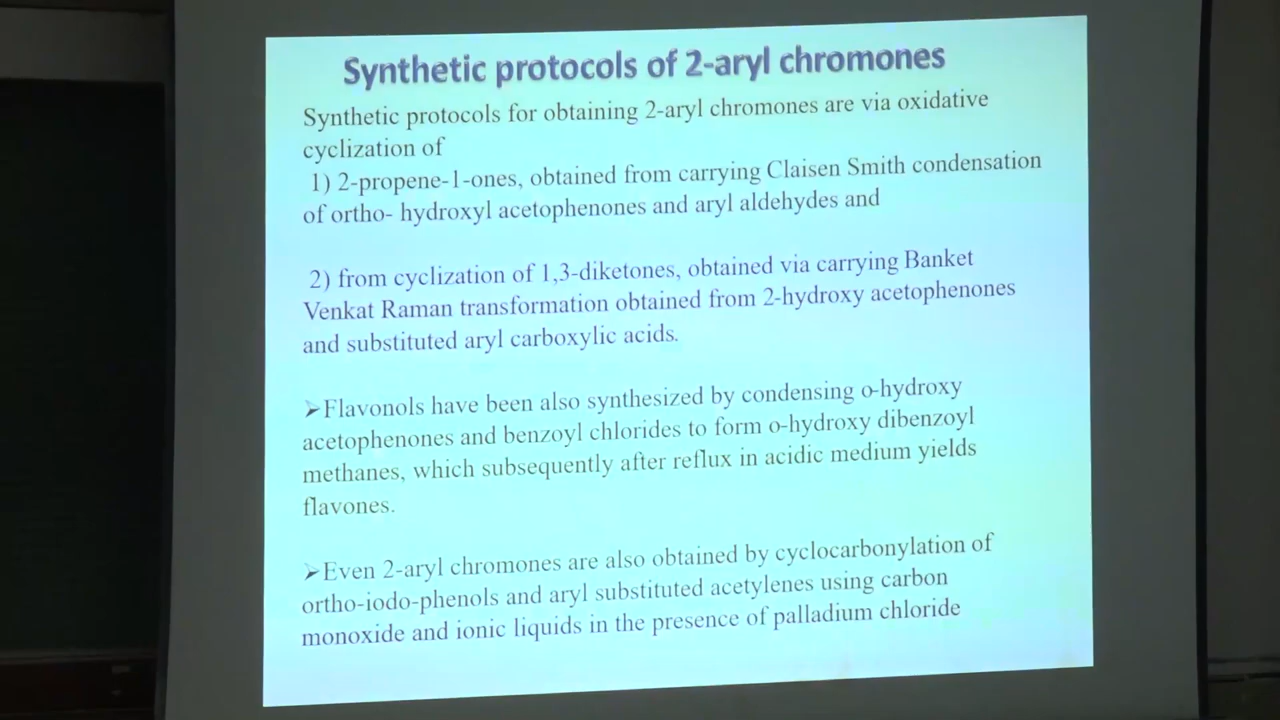 Synthetic protocols of 2-aryl chromones
Synthetic protocols for obtaining 2-aryl chromones are via oxidative
cyclization of
1) 2-propene-1-ones, obtained from carrying Claisen Smith condensation
of ortho- hydroxyl acetophenones and aryl aldehydes and
2) from cyclization of 1,3-diketones, obtained via carrying Banket
Venkat Raman transformation obtained from 2-hydroxy acetophenones
and substituted aryl carboxylic acids.
➢Flavonols have been also synthesized by condensing o-hydroxy
acetophenones and benzoyl chlorides to form o-hydroxy dibenzoyl
methanes, which subsequently after reflux in acidic medium yields
flavones.
➢Even 2-aryl chromones are also obtained by cyclocarbonylation of
ortho-iodo-phenols and aryl substituted acetylenes using carbon
monoxide and ionic liquids in the presence of palladium chloride